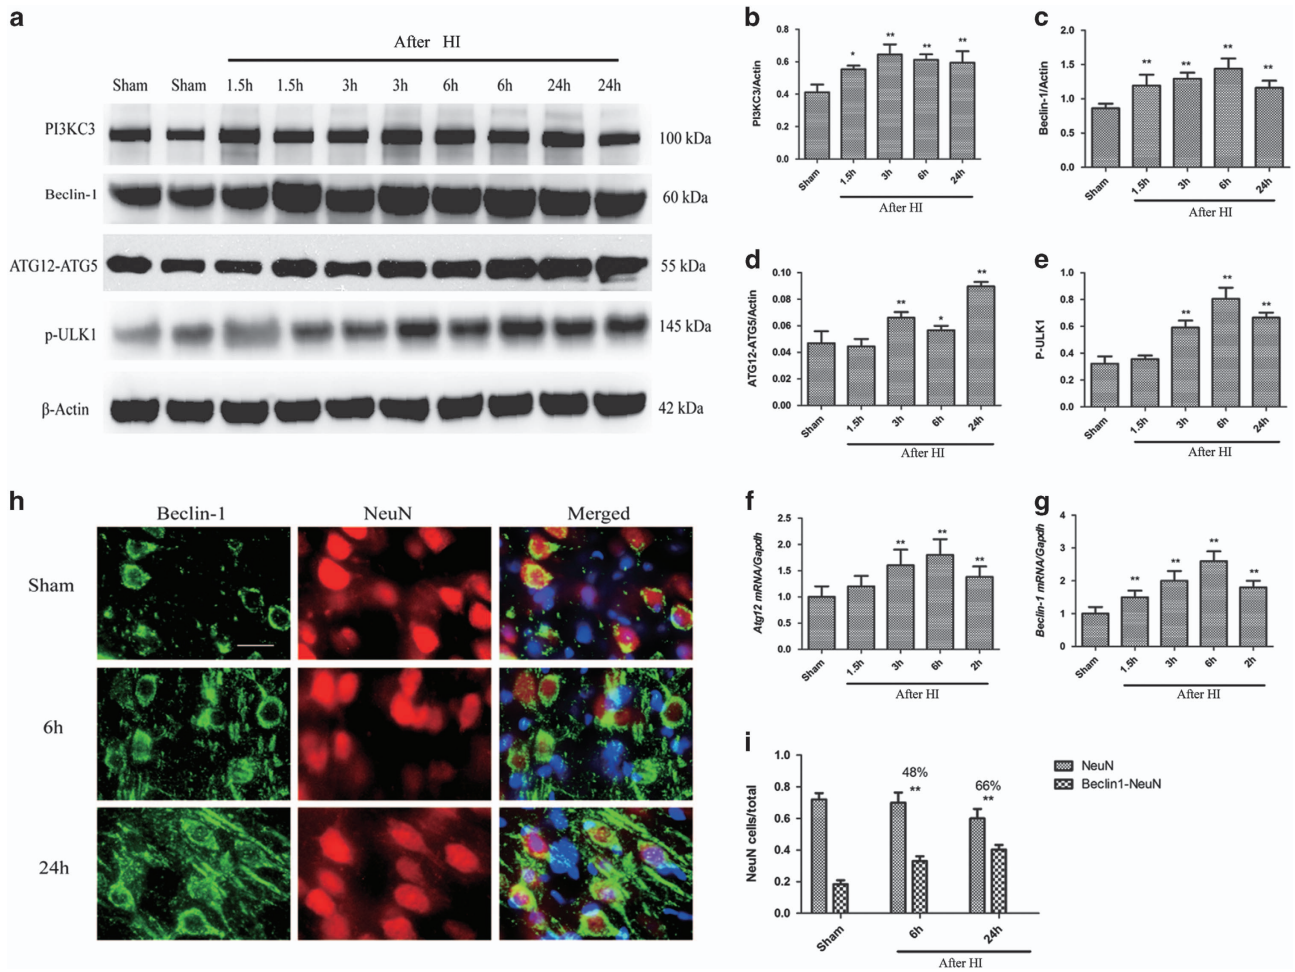 a
After HI
Sham Sham 1.5h 1.5h 3h 3h 6h 6h 24h 24h
PI3KC3 100 kDa
Beclin-1 60 kDa
ATG12-ATG5 55 kDa
p-ULK1 145 kDa
β-Actin 42 kDa
b
PI3KC3/Actin
0.8
0.6
0.4
0.2
0.0
* ** ** **
Sham 1.5h 3h 6h 24h
After HI
c
Beclin-1/Actin
2.0
1.5
1.0
0.5
0.0
** ** ** **
Sham 1.5h 3h 6h 24h
After HI
d
ATG12-ATG5/Actin
0.10
0.08
0.06
0.04
0.02
0.00
** * **
Sham 1.5h 3h 6h 24h
After HI
e
P-ULK1
1.0
0.8
0.6
0.4
0.2
0.0
** ** **
Sham 1.5h 3h 6h 24h
After HI
h
Beclin-1 NeuN Merged
Sham
6h
24h
f
Atg12 mRNA/Gapdh
2.5
2.0
1.5
1.0
0.5
0.0
** ** **
Sham 1.5h 3h 6h 2h
After HI
g
Beclin-1 mRNA/Gapdh
4
3
2
1
0
** ** ** **
Sham 1.5h 3h 6h 2h
After HI
i
NeuN cells/total
1.0
0.8
0.6
0.4
0.2
0.0
48%
**
66%
**
Sham 6h 24h
After HI
NeuN
Beclin1-NeuN